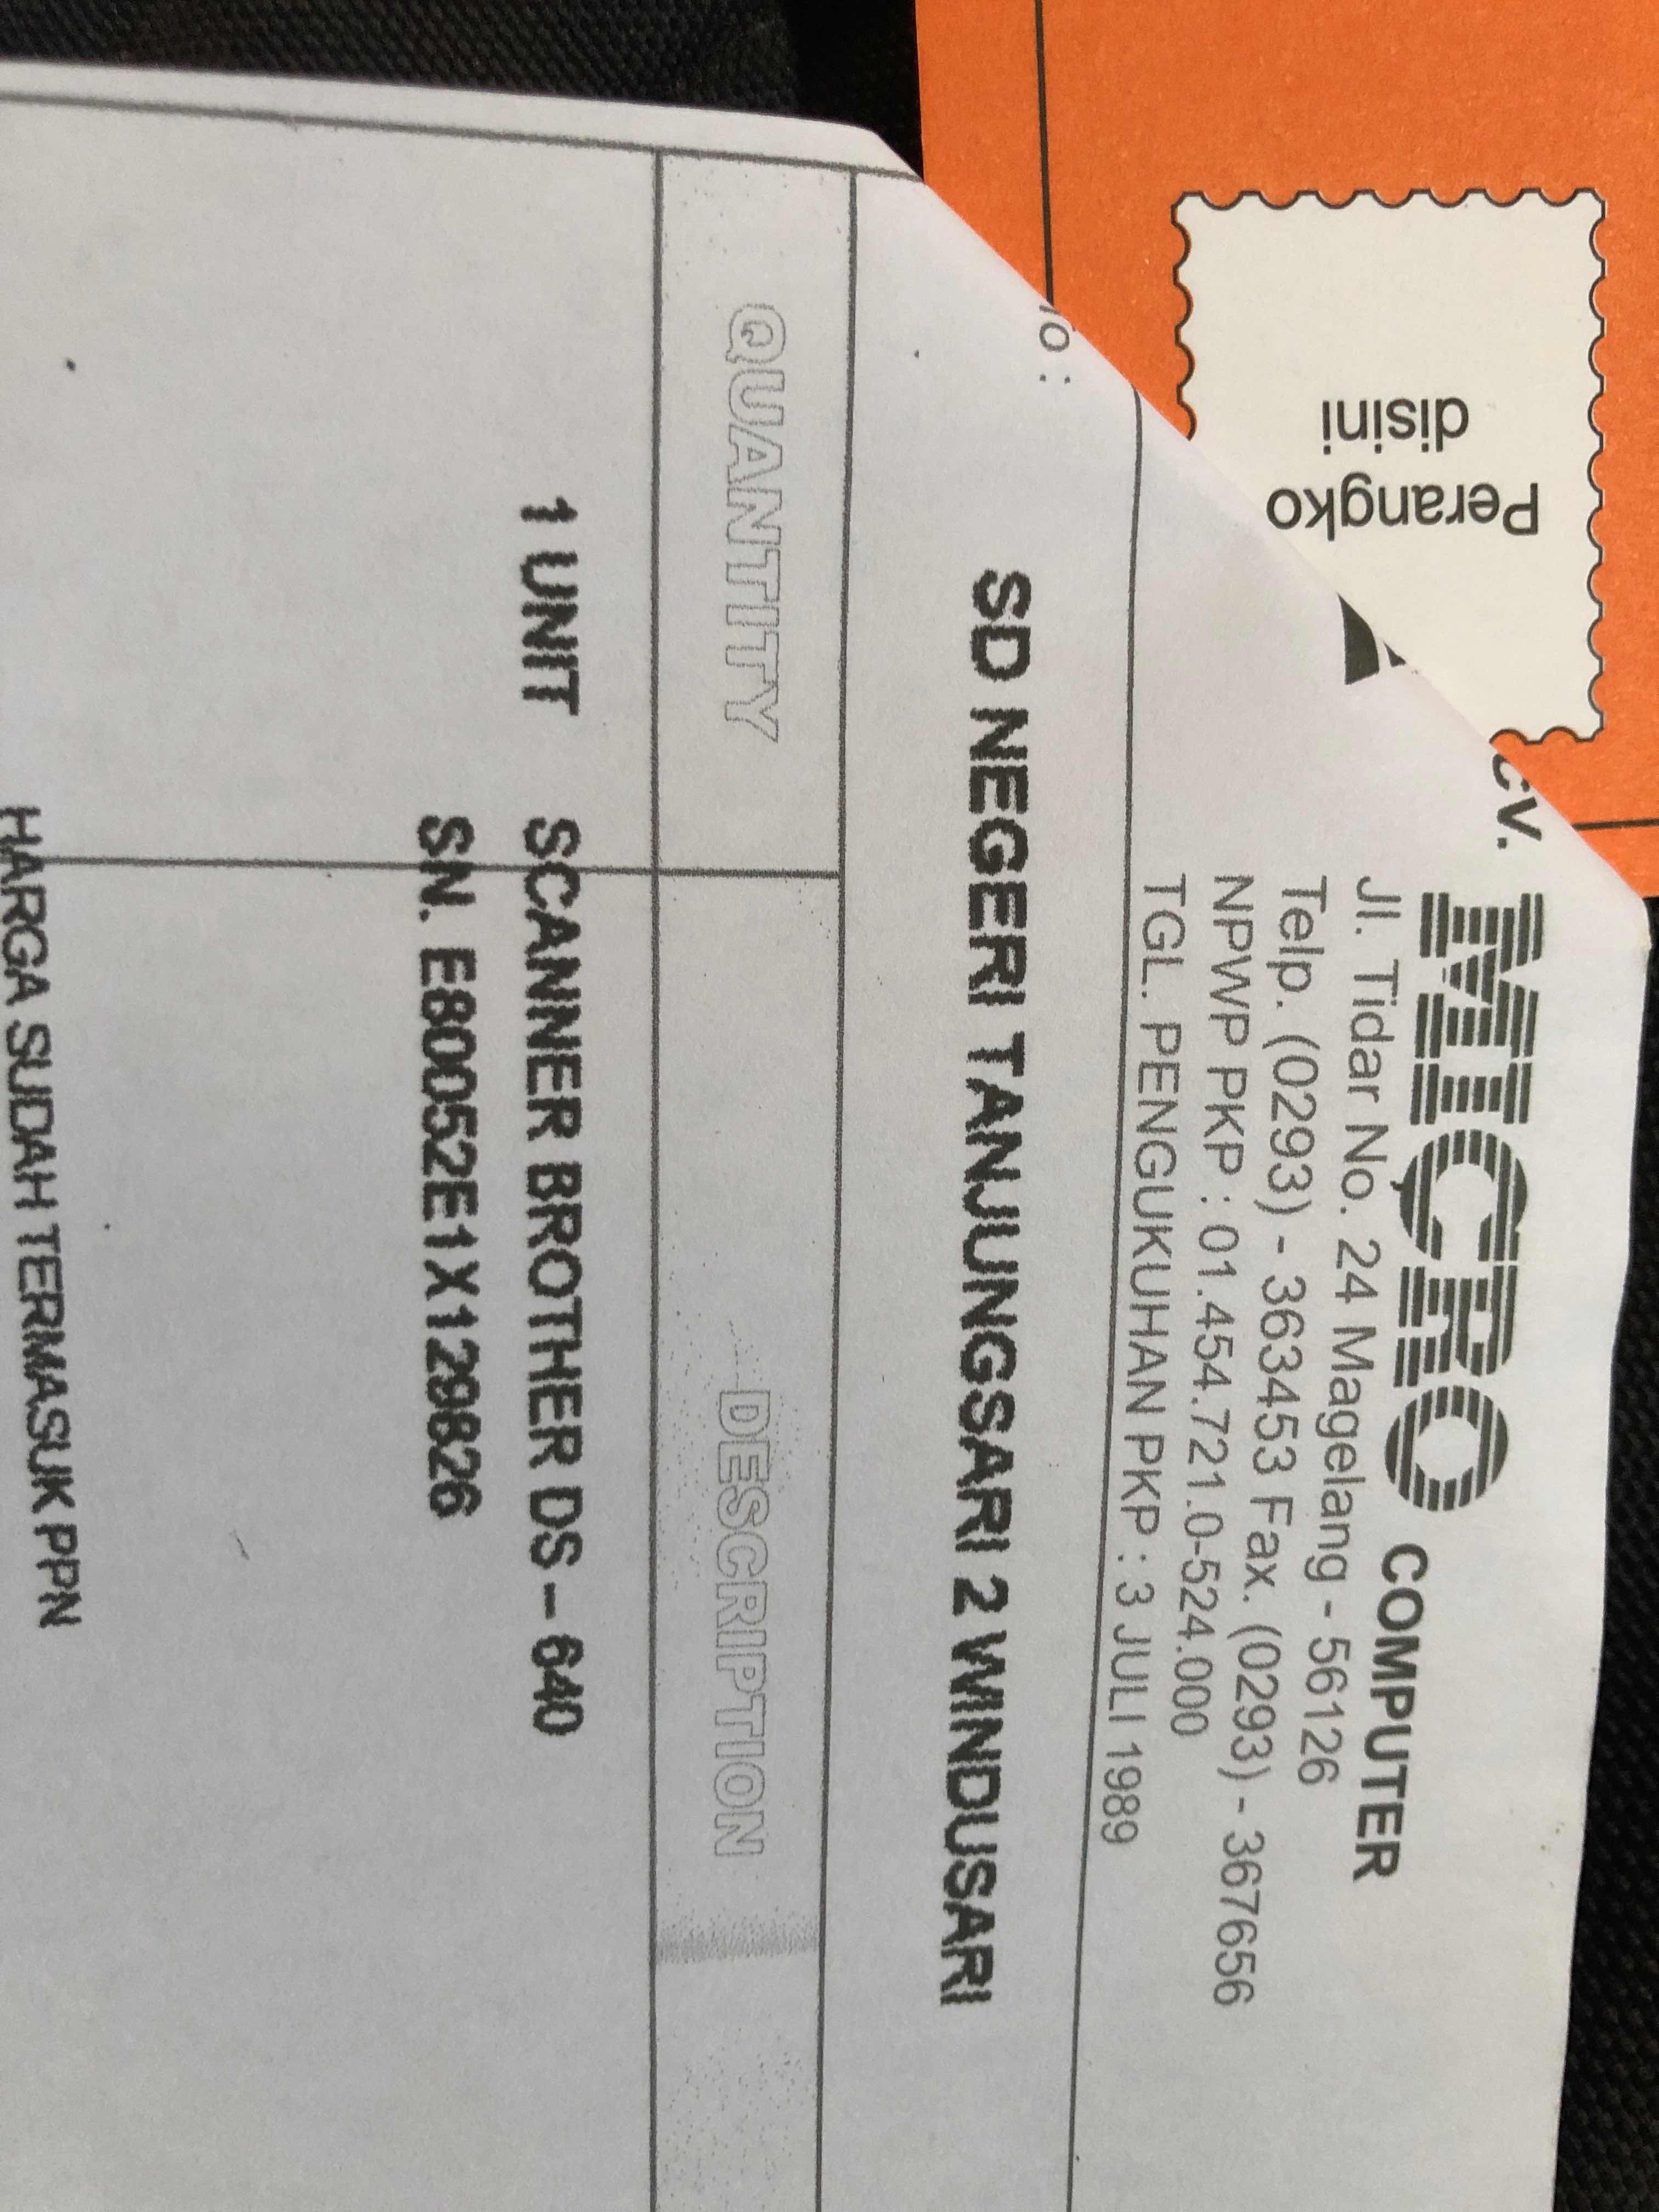 Perangko
disini
CV. MICRO COMPUTER
Jl. Tidar No. 24 Magelang - 56126
Telp. (0293) - 363453 Fax. (0293) - 367656
NPWP PKP : 01.454.721.0-524.000
TGL. PENGUKUHAN PKP : 3 JULI 1989
SD NEGERI TANJUNGSARI 2 WINDUSARI
QUANTITY DESCRIPTION
1 UNIT SCANNER BROTHER DS – 640
SN. E80052E1X129826
HARGA SUDAH TERMASUK PPN